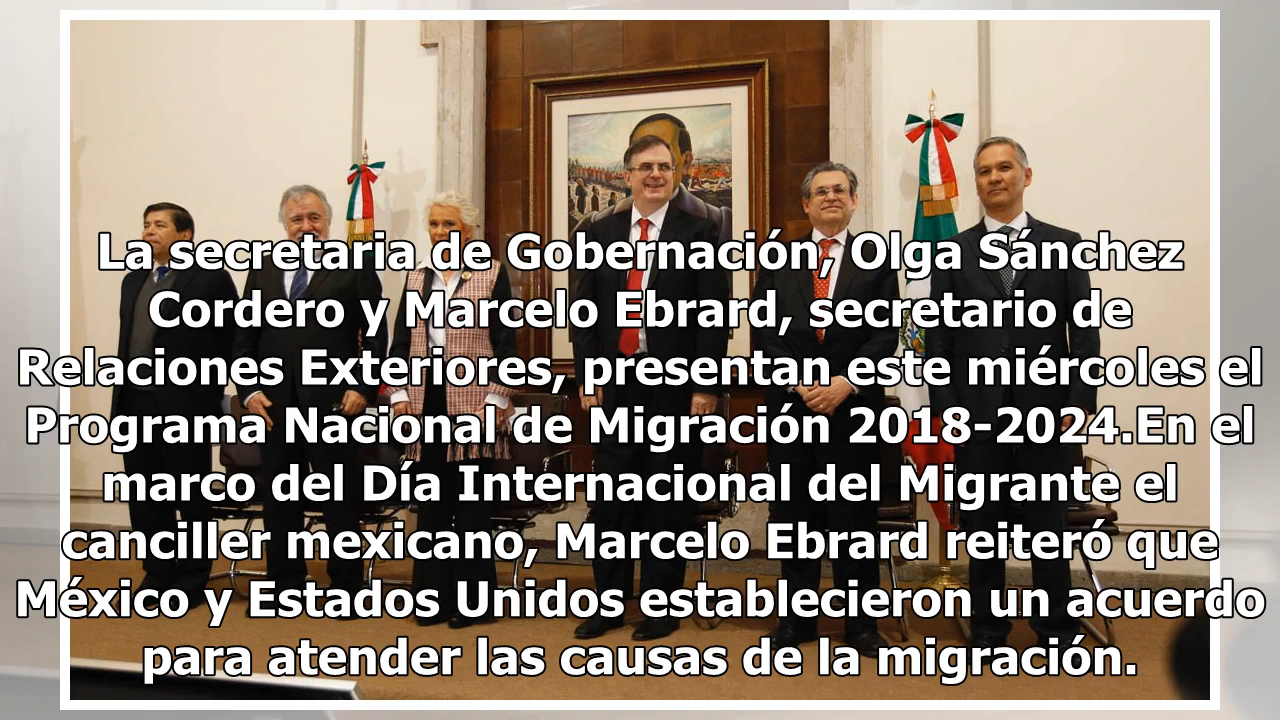 La secretaria de Gobernación, Olga Sánchez
Cordero y Marcelo Ebrard, secretario de
Relaciones Exteriores, presentan este miércoles el
Programa Nacional de Migración 2018-2024.En el
marco del Día Internacional del Migrante el
canciller mexicano, Marcelo Ebrard reiteró que
México y Estados Unidos establecieron un acuerdo
para atender las causas de la migración.